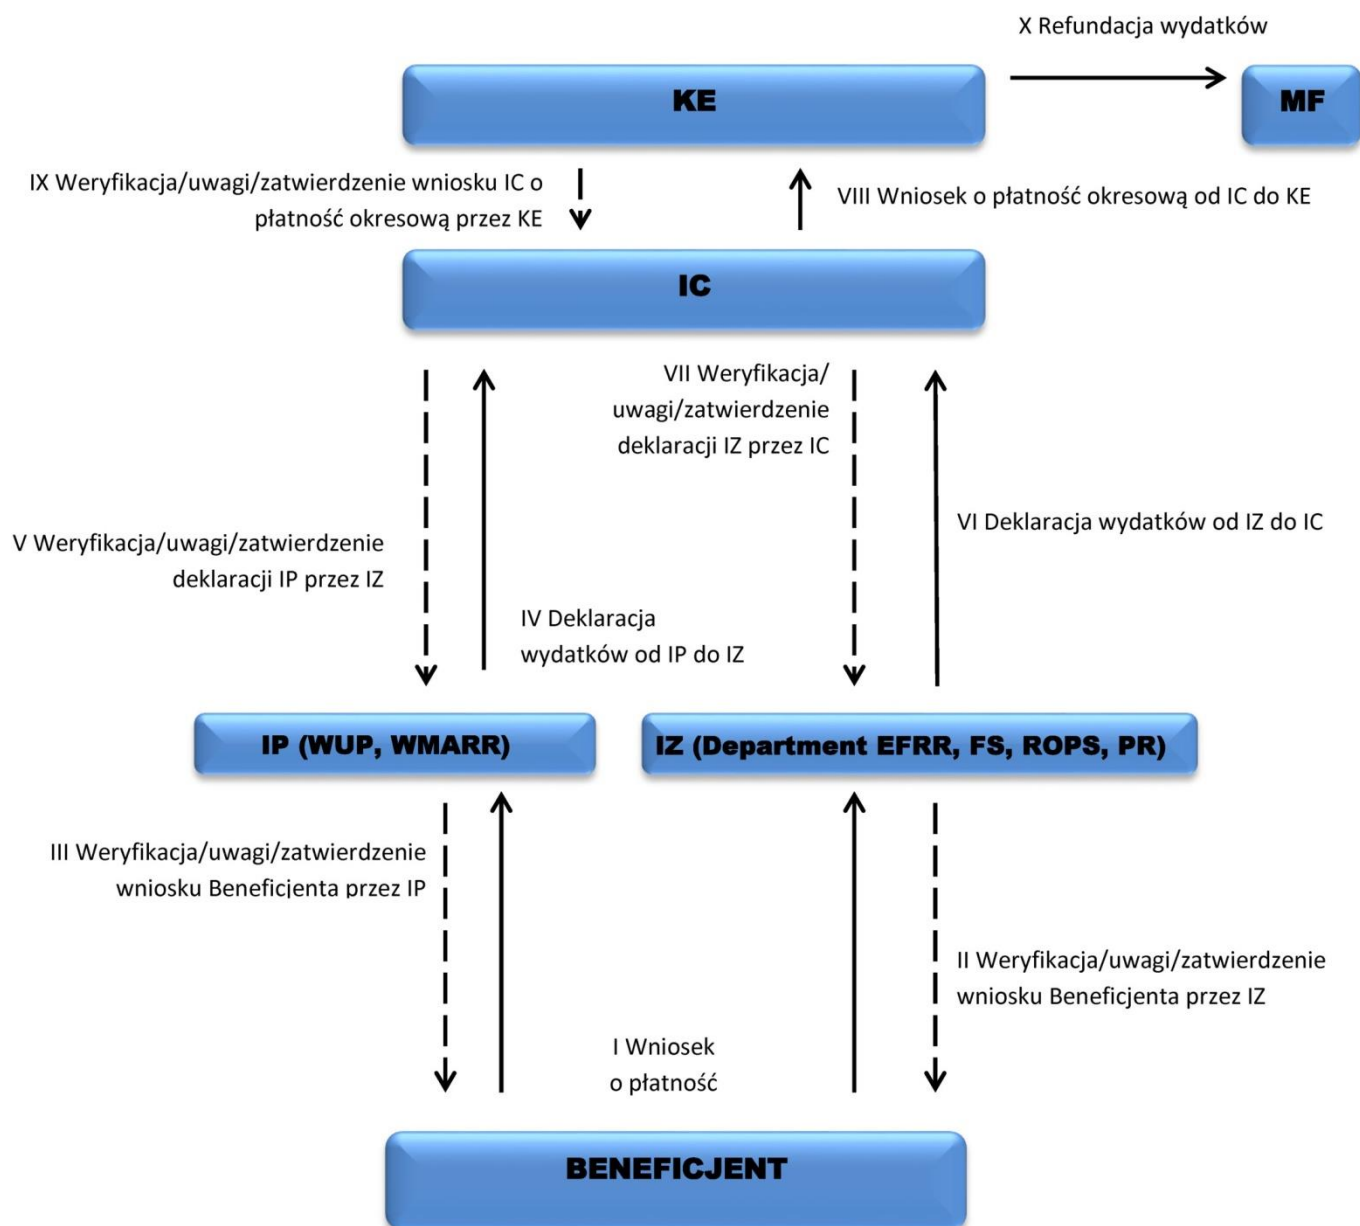 X Refundacja wydatków
KE
MF
IX Weryfikacja/uwagi/zatwierdzenie wniosku IC o
płatność okresową przez KE
VIII Wniosek o płatność okresową od IC do KE
IC
VII Weryfikacja/
uwagi/zatwierdzenie
deklaracji IZ przez IC
VI Deklaracja wydatków od IZ do IC
V Weryfikacja/uwagi/zatwierdzenie
deklaracji IP przez IZ
IV Deklaracja
wydatków od IP do IZ
IP (WUP, WMARR)
IZ (Department EFRR, FS, ROPS, PR)
III Weryfikacja/uwagi/zatwierdzenie
wniosku Beneficjenta przez IP
II Weryfikacja/uwagi/zatwierdzenie
wniosku Beneficjenta przez IZ
I Wniosek
o płatność
BENEFICJENT